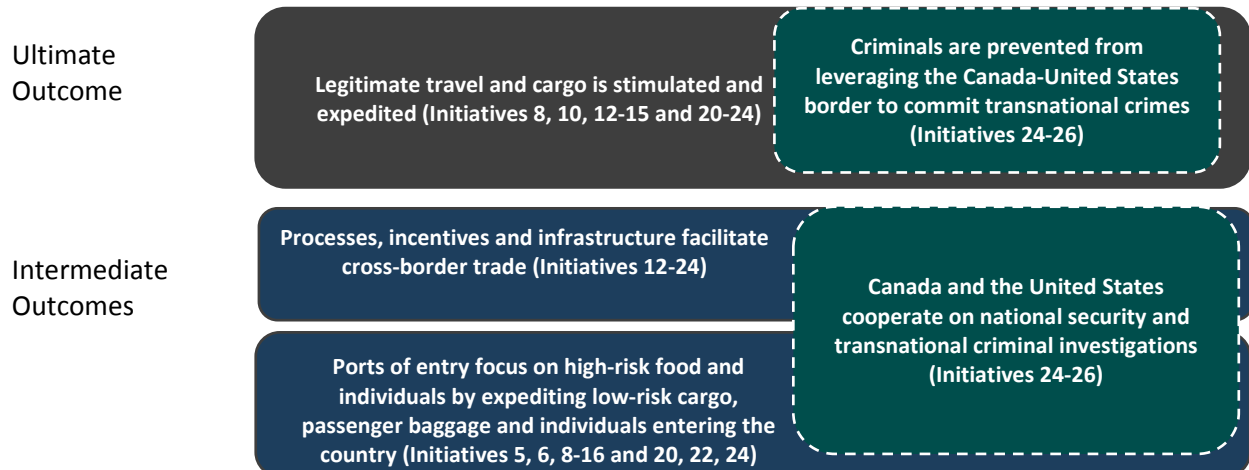 Ultimate
Outcome
Legitimate travel and cargo is stimulated and
expedited (Initiatives 8, 10, 12-15 and 20-24)
Criminals are prevented from
leveraging the Canada-United States
border to commit transnational crimes
(Initiatives 24-26)
Intermediate
Outcomes
Processes, incentives and infrastructure facilitate
cross-border trade (Initiatives 12-24)
Canada and the United States
cooperate on national security and
transnational criminal investigations
(Initiatives 24-26)
Ports of entry focus on high-risk food and
individuals by expediting low-risk cargo,
passenger baggage and individuals entering the
country (Initiatives 5, 6, 8-16 and 20, 22, 24)